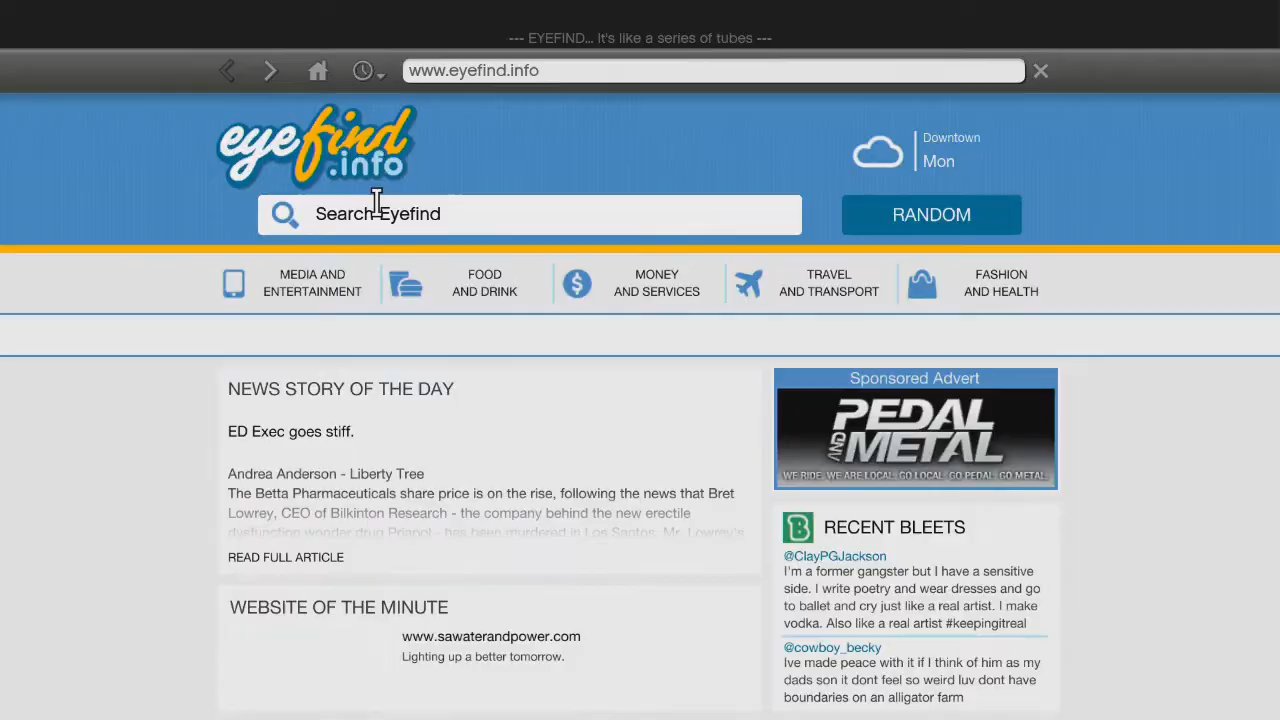 --- EYEFIND... It's like a series of tubes ---
www.eyefind.info
eyefind
.info
Downtown
Mon
Search Eyefind
RANDOM
MEDIA AND
ENTERTAINMENT
FOOD
AND DRINK
MONEY
AND SERVICES
TRAVEL
AND TRANSPORT
FASHION
AND HEALTH
NEWS STORY OF THE DAY
ED Exec goes stiff.
Andrea Anderson - Liberty Tree
The Betta Pharmaceuticals share price is on the rise, following the news that Bret
Lowrey, CEO of Bilkinton Research - the company behind the new erectile
dysfunction wonder drug Priapol - has been murdered in Los Santos. Mr. Lowrey's
READ FULL ARTICLE
WEBSITE OF THE MINUTE
www.sawaterandpower.com
Lighting up a better tomorrow.
Sponsored Advert
PEDAL
AND METAL
WE RIDE. WE ARE LOCAL. GO LOCAL. GO PEDAL. GO METAL.
B RECENT BLEETS
@ClayPGJackson
I'm a former gangster but I have a sensitive
side. I write poetry and wear dresses and go
to ballet and cry just like a real artist. I make
vodka. Also like a real artist #keepingitreal
@cowboy_becky
Ive made peace with it if I think of him as my
dads son it dont feel so weird luv dont have
boundaries on an alligator farm